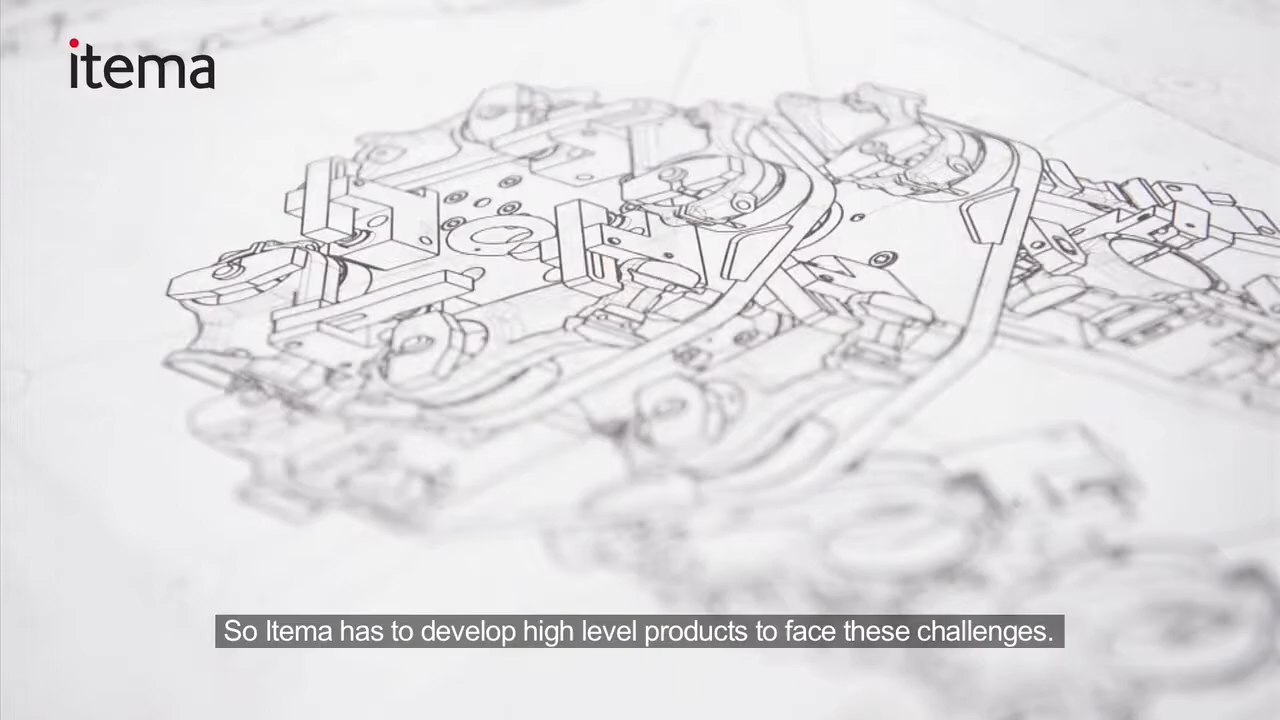 itema
So Itema has to develop high level products to face these challenges.